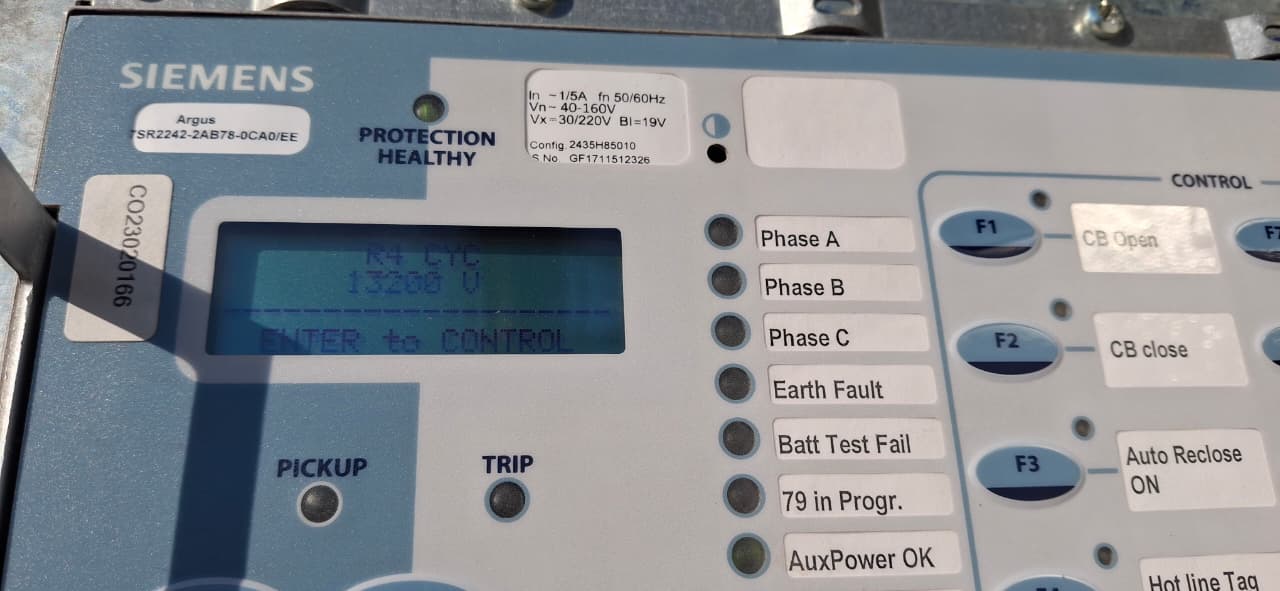 SIEMENS
Argus
7SR2242-2AB78-0CA0/EE
PROTECTION
HEALTHY
In ~1/5A fn 50/60Hz
Vn~ 40-160V
Vx=30/220V BI=19V
Config. 2435H85010
S.No. GF1711512326
CO23020166
R4 CYC
13200 V
ENTER to CONTROL
PICKUP
TRIP
Phase A
Phase B
Phase C
Earth Fault
Batt Test Fail
79 in Progr.
AuxPower OK
CONTROL
F1
CB Open
F2
CB close
F3
Auto Reclose
ON
Hot line Tag